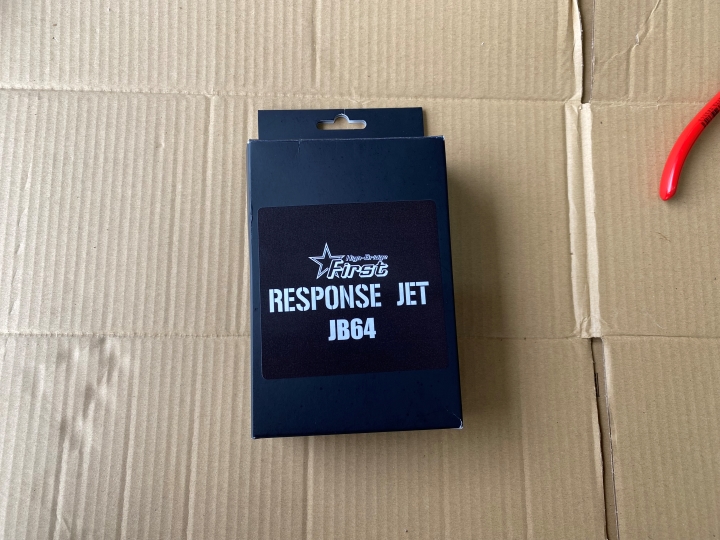 High-Bridge
First
RESPONSE JET
JB64